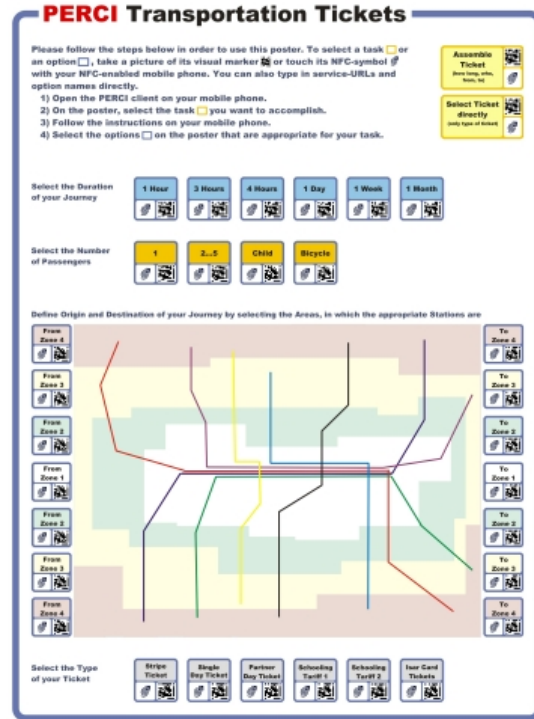 PERCI Transportation Tickets
Please follow the steps below in order to use this poster. To select a task or
an option, take a picture of its visual marker or touch its NFC-symbol
with your NFC-enabled mobile phone. You can also type in service-URLs and
option names directly.
1) Open the PERCI client on your mobile phone.
2) On the poster, select the task you want to accomplish.
3) Follow the instructions on your mobile phone.
4) Select the options on the poster that are appropriate for your task.
Assemble
Ticket
(how long, who,
from, to)
Select Ticket
directly
(only type of ticket)
Select the Duration
of your Journey
1 Hour
3 Hours
4 Hours
1 Day
1 Week
1 Month
Select the Number
of Passengers
1
2...5
Child
Bicycle
Define Origin and Destination of your Journey by selecting the Areas, in which the appropriate Stations are
From
Zone 4
To
Zone 4
From
Zone 3
To
Zone 3
From
Zone 2
To
Zone 2
From
Zone 1
To
Zone 1
From
Zone 2
To
Zone 2
From
Zone 3
To
Zone 3
From
Zone 4
To
Zone 4
Select the Type
of your Ticket
Stripe
Ticket
Single
Day Ticket
Partner
Day Ticket
Schooling
Tariff 1
Schooling
Tariff 2
Isar Card
Tickets